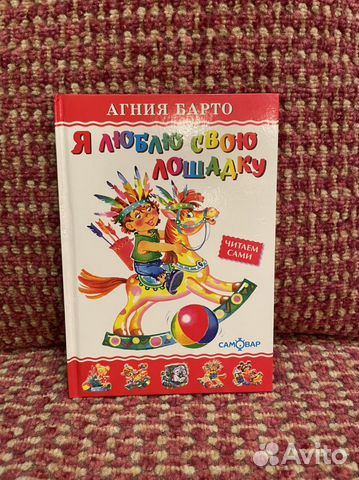 АГНИЯ БАРТО
Я ЛЮБЛЮ СВОЮ
ЛОШАДКУ
ЧИТАЕМ
САМИ
САМОВАР
Avito